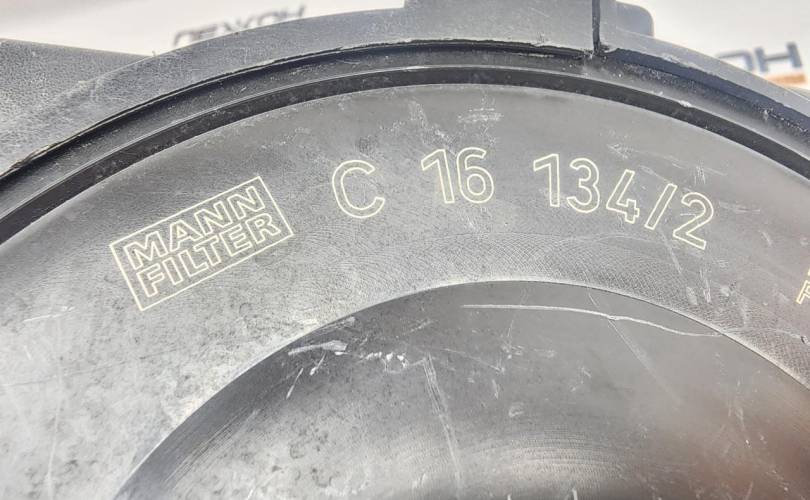 MANN
FILTER
C 16 134/2